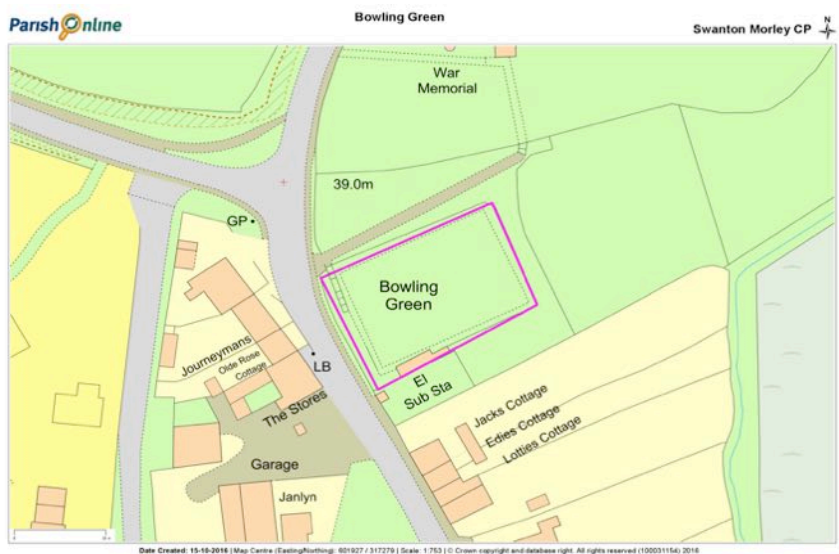 Parish Online
Bowling Green
Swanton Morley CP
N
War
Memorial
39.0m
GP
Bowling
Green
Journeymans
Olde Rose
Cottage
LB
El
Sub Sta
The Stores
Jacks Cottage
Edies Cottage
Lotties Cottage
Garage
Janlyn
Date Created: 15-10-2016 | Map Centre (Easting/Northing): 601927 / 317279 | Scale: 1:753 | © Crown copyright and database right. All rights reserved (100031154) 2016